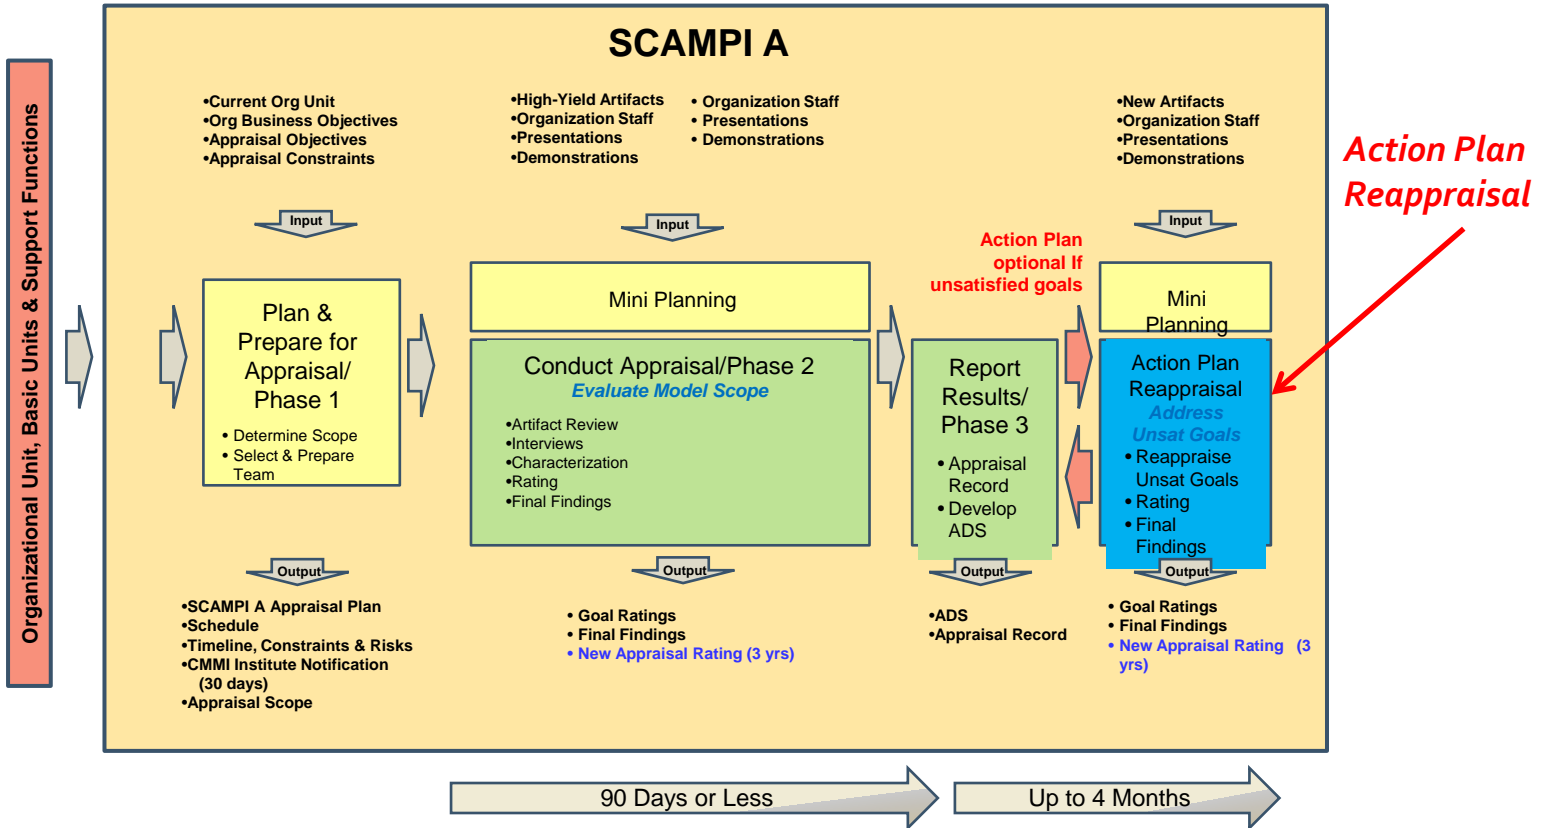 SCAMPI A
Organizational Unit, Basic Units & Support Functions
•Current Org Unit
•Org Business Objectives
•Appraisal Objectives
•Appraisal Constraints
Input
Plan &
Prepare for
Appraisal/
Phase 1
• Determine Scope
• Select & Prepare
Team
Output
•SCAMPI A Appraisal Plan
•Schedule
•Timeline, Constraints & Risks
•CMMI Institute Notification
(30 days)
•Appraisal Scope
•High-Yield Artifacts
•Organization Staff
•Presentations
•Demonstrations
• Organization Staff
• Presentations
• Demonstrations
Input
Mini Planning
Conduct Appraisal/Phase 2
Evaluate Model Scope
•Artifact Review
•Interviews
•Characterization
•Rating
•Final Findings
Output
• Goal Ratings
• Final Findings
• New Appraisal Rating (3 yrs)
Report
Results/
Phase 3
• Appraisal
Record
• Develop
ADS
Output
•ADS
•Appraisal Record
Action Plan
optional If
unsatisfied goals
•New Artifacts
•Organization Staff
•Presentations
•Demonstrations
Input
Mini
Planning
Action Plan
Reappraisal
Address
Unsat Goals
• Reappraise
Unsat Goals
• Rating
• Final
Findings
Output
• Goal Ratings
• Final Findings
• New Appraisal Rating (3
yrs)
Action Plan
Reappraisal
90 Days or Less
Up to 4 Months